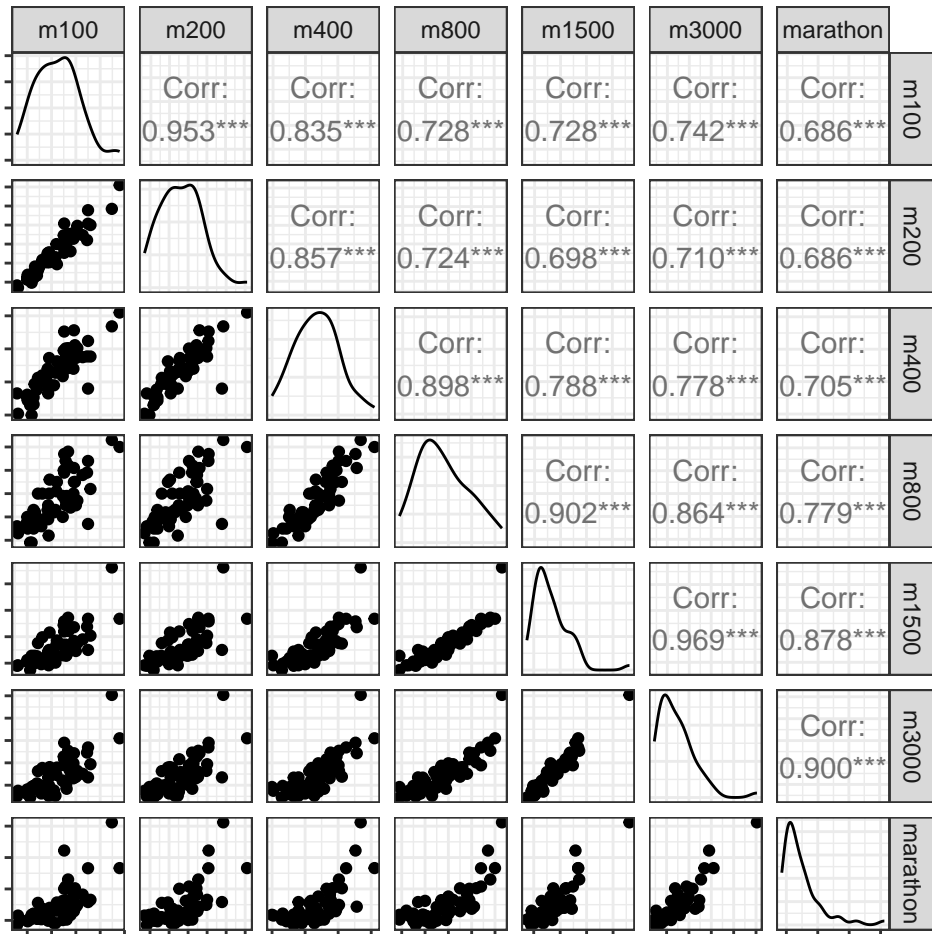 m100 m200 m400 m800 m1500 m3000 marathon
Corr: Corr: Corr: Corr: Corr: Corr:
0.953*** 0.835*** 0.728*** 0.728*** 0.742*** 0.686***
m100
Corr: Corr: Corr: Corr: Corr:
0.857*** 0.724*** 0.698*** 0.710*** 0.686***
m200
Corr: Corr: Corr: Corr:
0.898*** 0.788*** 0.778*** 0.705***
m400
Corr: Corr: Corr:
0.902*** 0.864*** 0.779***
m800
Corr: Corr:
0.969*** 0.878***
m1500
Corr:
0.900***
m3000
marathon